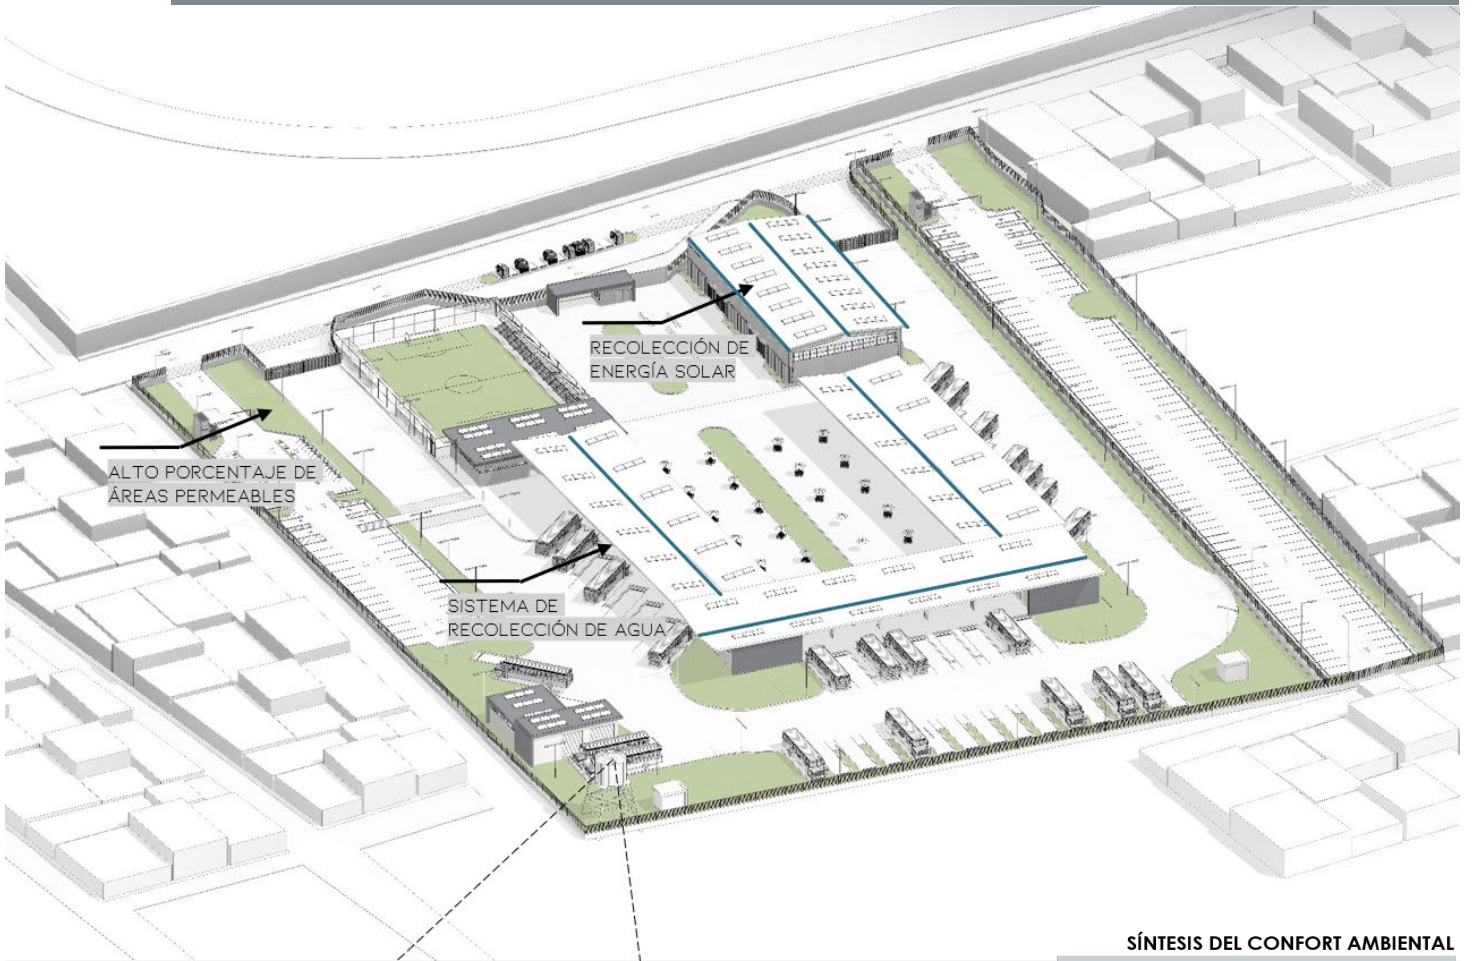 RECOLECCIÓN DE
ENERGÍA SOLAR
ALTO PORCENTAJE DE
ÁREAS PERMEABLES
SISTEMA DE
RECOLECCIÓN DE AGUA
SÍNTESIS DEL CONFORT AMBIENTAL